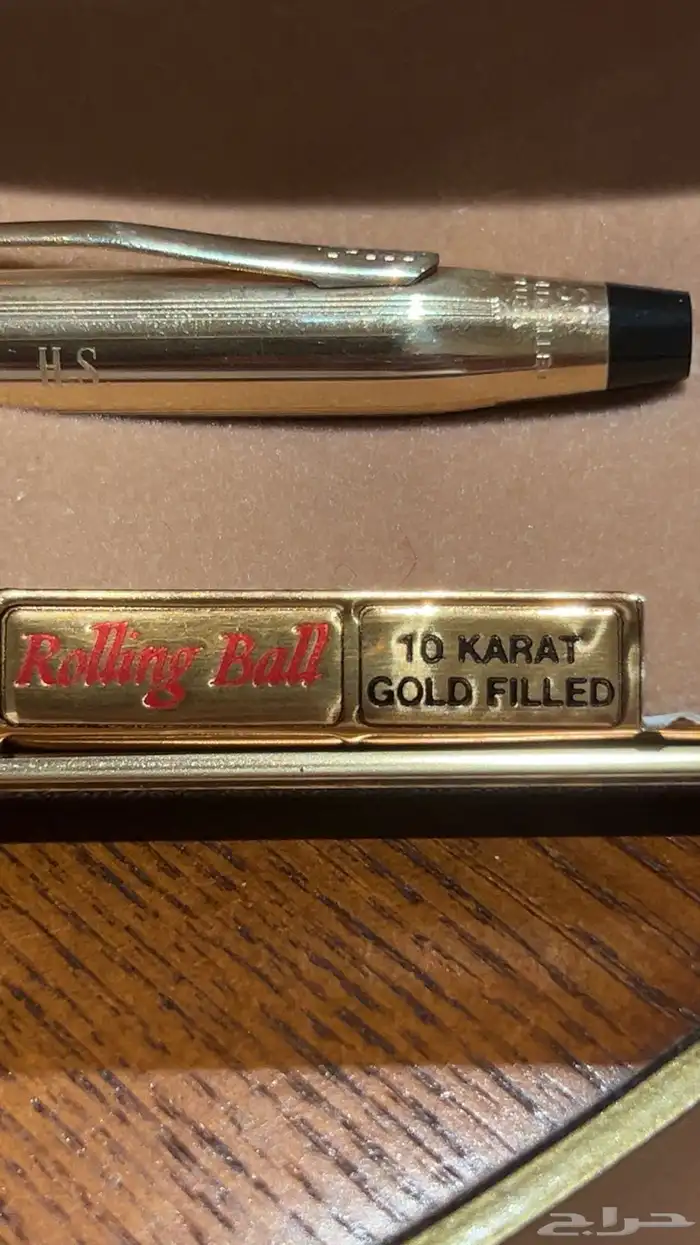 H.S
Rolling Ball
10 KARAT
GOLD FILLED
حراج